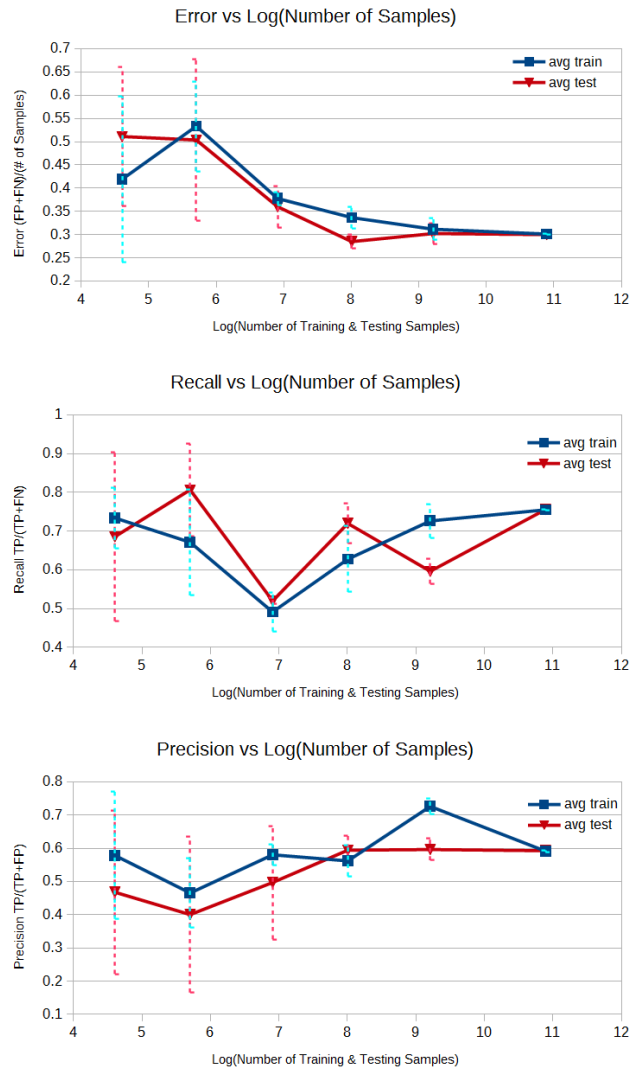 Error vs Log(Number of Samples)
Error (FP+FN)/(# of Samples)
0.7
0.65
0.6
0.55
0.5
0.45
0.4
0.35
0.3
0.25
0.2
avg train
avg test
4 5 6 7 8 9 10 11 12
Log(Number of Training & Testing Samples)
Recall vs Log(Number of Samples)
Recall TP/(TP+FN)
1
0.9
0.8
0.7
0.6
0.5
0.4
avg train
avg test
4 5 6 7 8 9 10 11 12
Log(Number of Training & Testing Samples)
Precision vs Log(Number of Samples)
Precision TP/(TP+FP)
0.8
0.7
0.6
0.5
0.4
0.3
0.2
0.1
avg train
avg test
4 5 6 7 8 9 10 11 12
Log(Number of Training & Testing Samples)